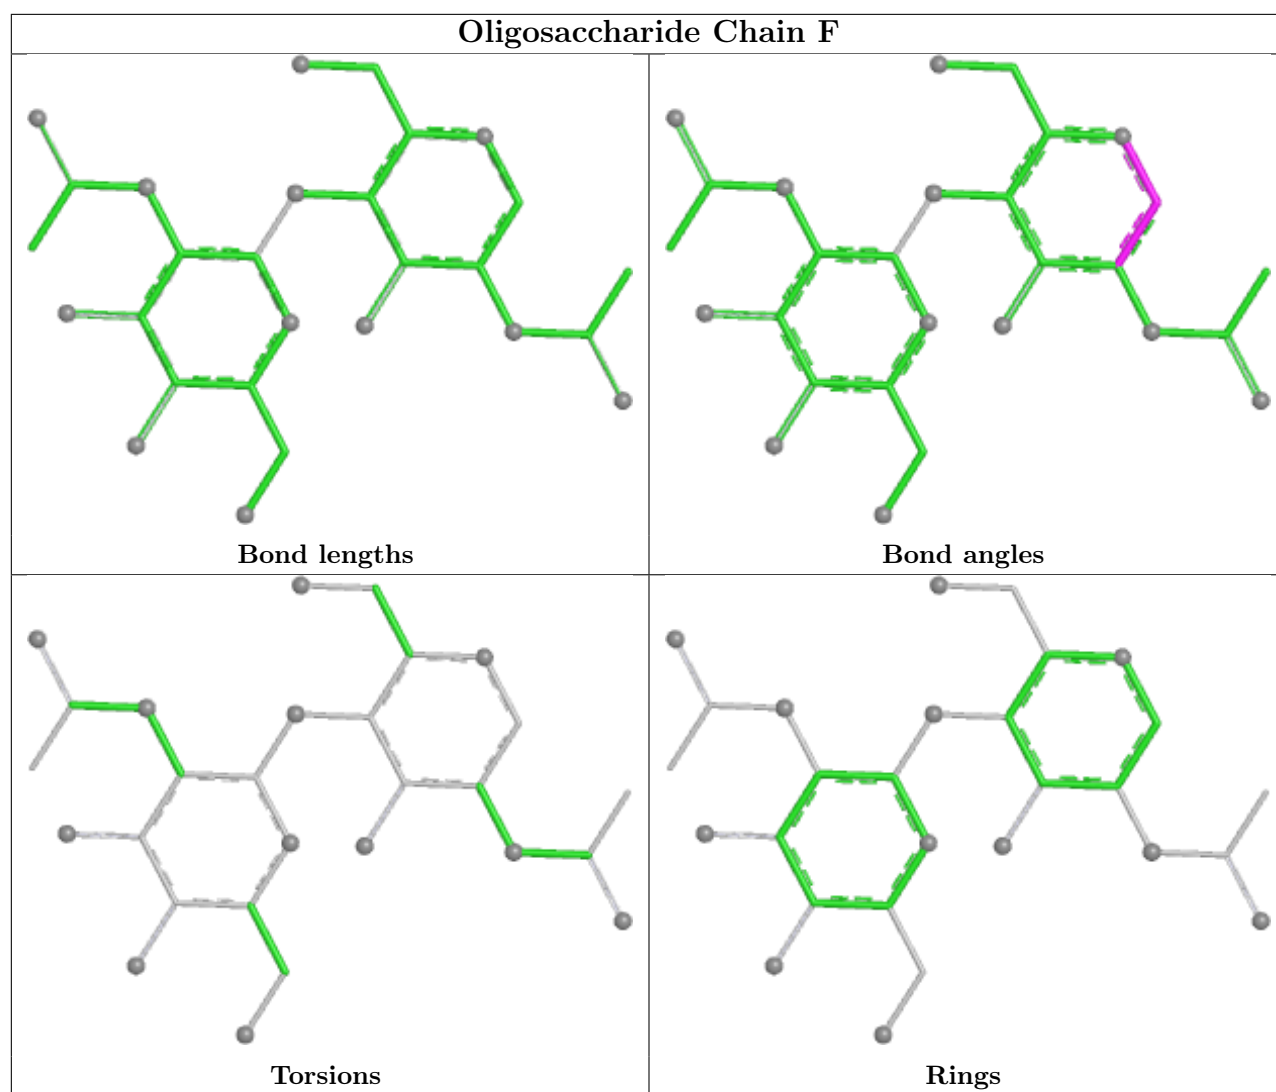 Oligosaccharide Chain F
Bond lengths
Bond angles
Torsions
Rings